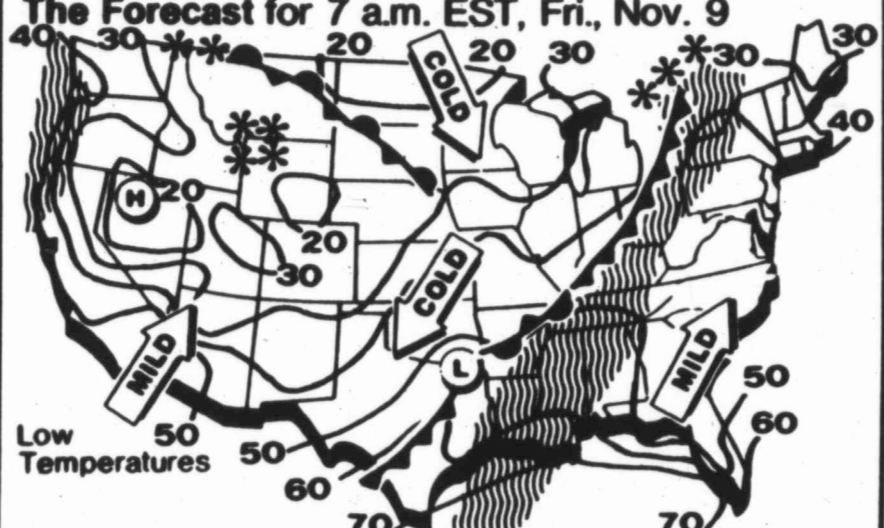 The Forecast for 7 a.m. EST, Fri., Nov. 9
40 30 20 20 30 30 30
COLD
40
H 20
20
30
COLD
MILD
L
MILD
50
60
Low
Temperatures
50
50
60
70
70